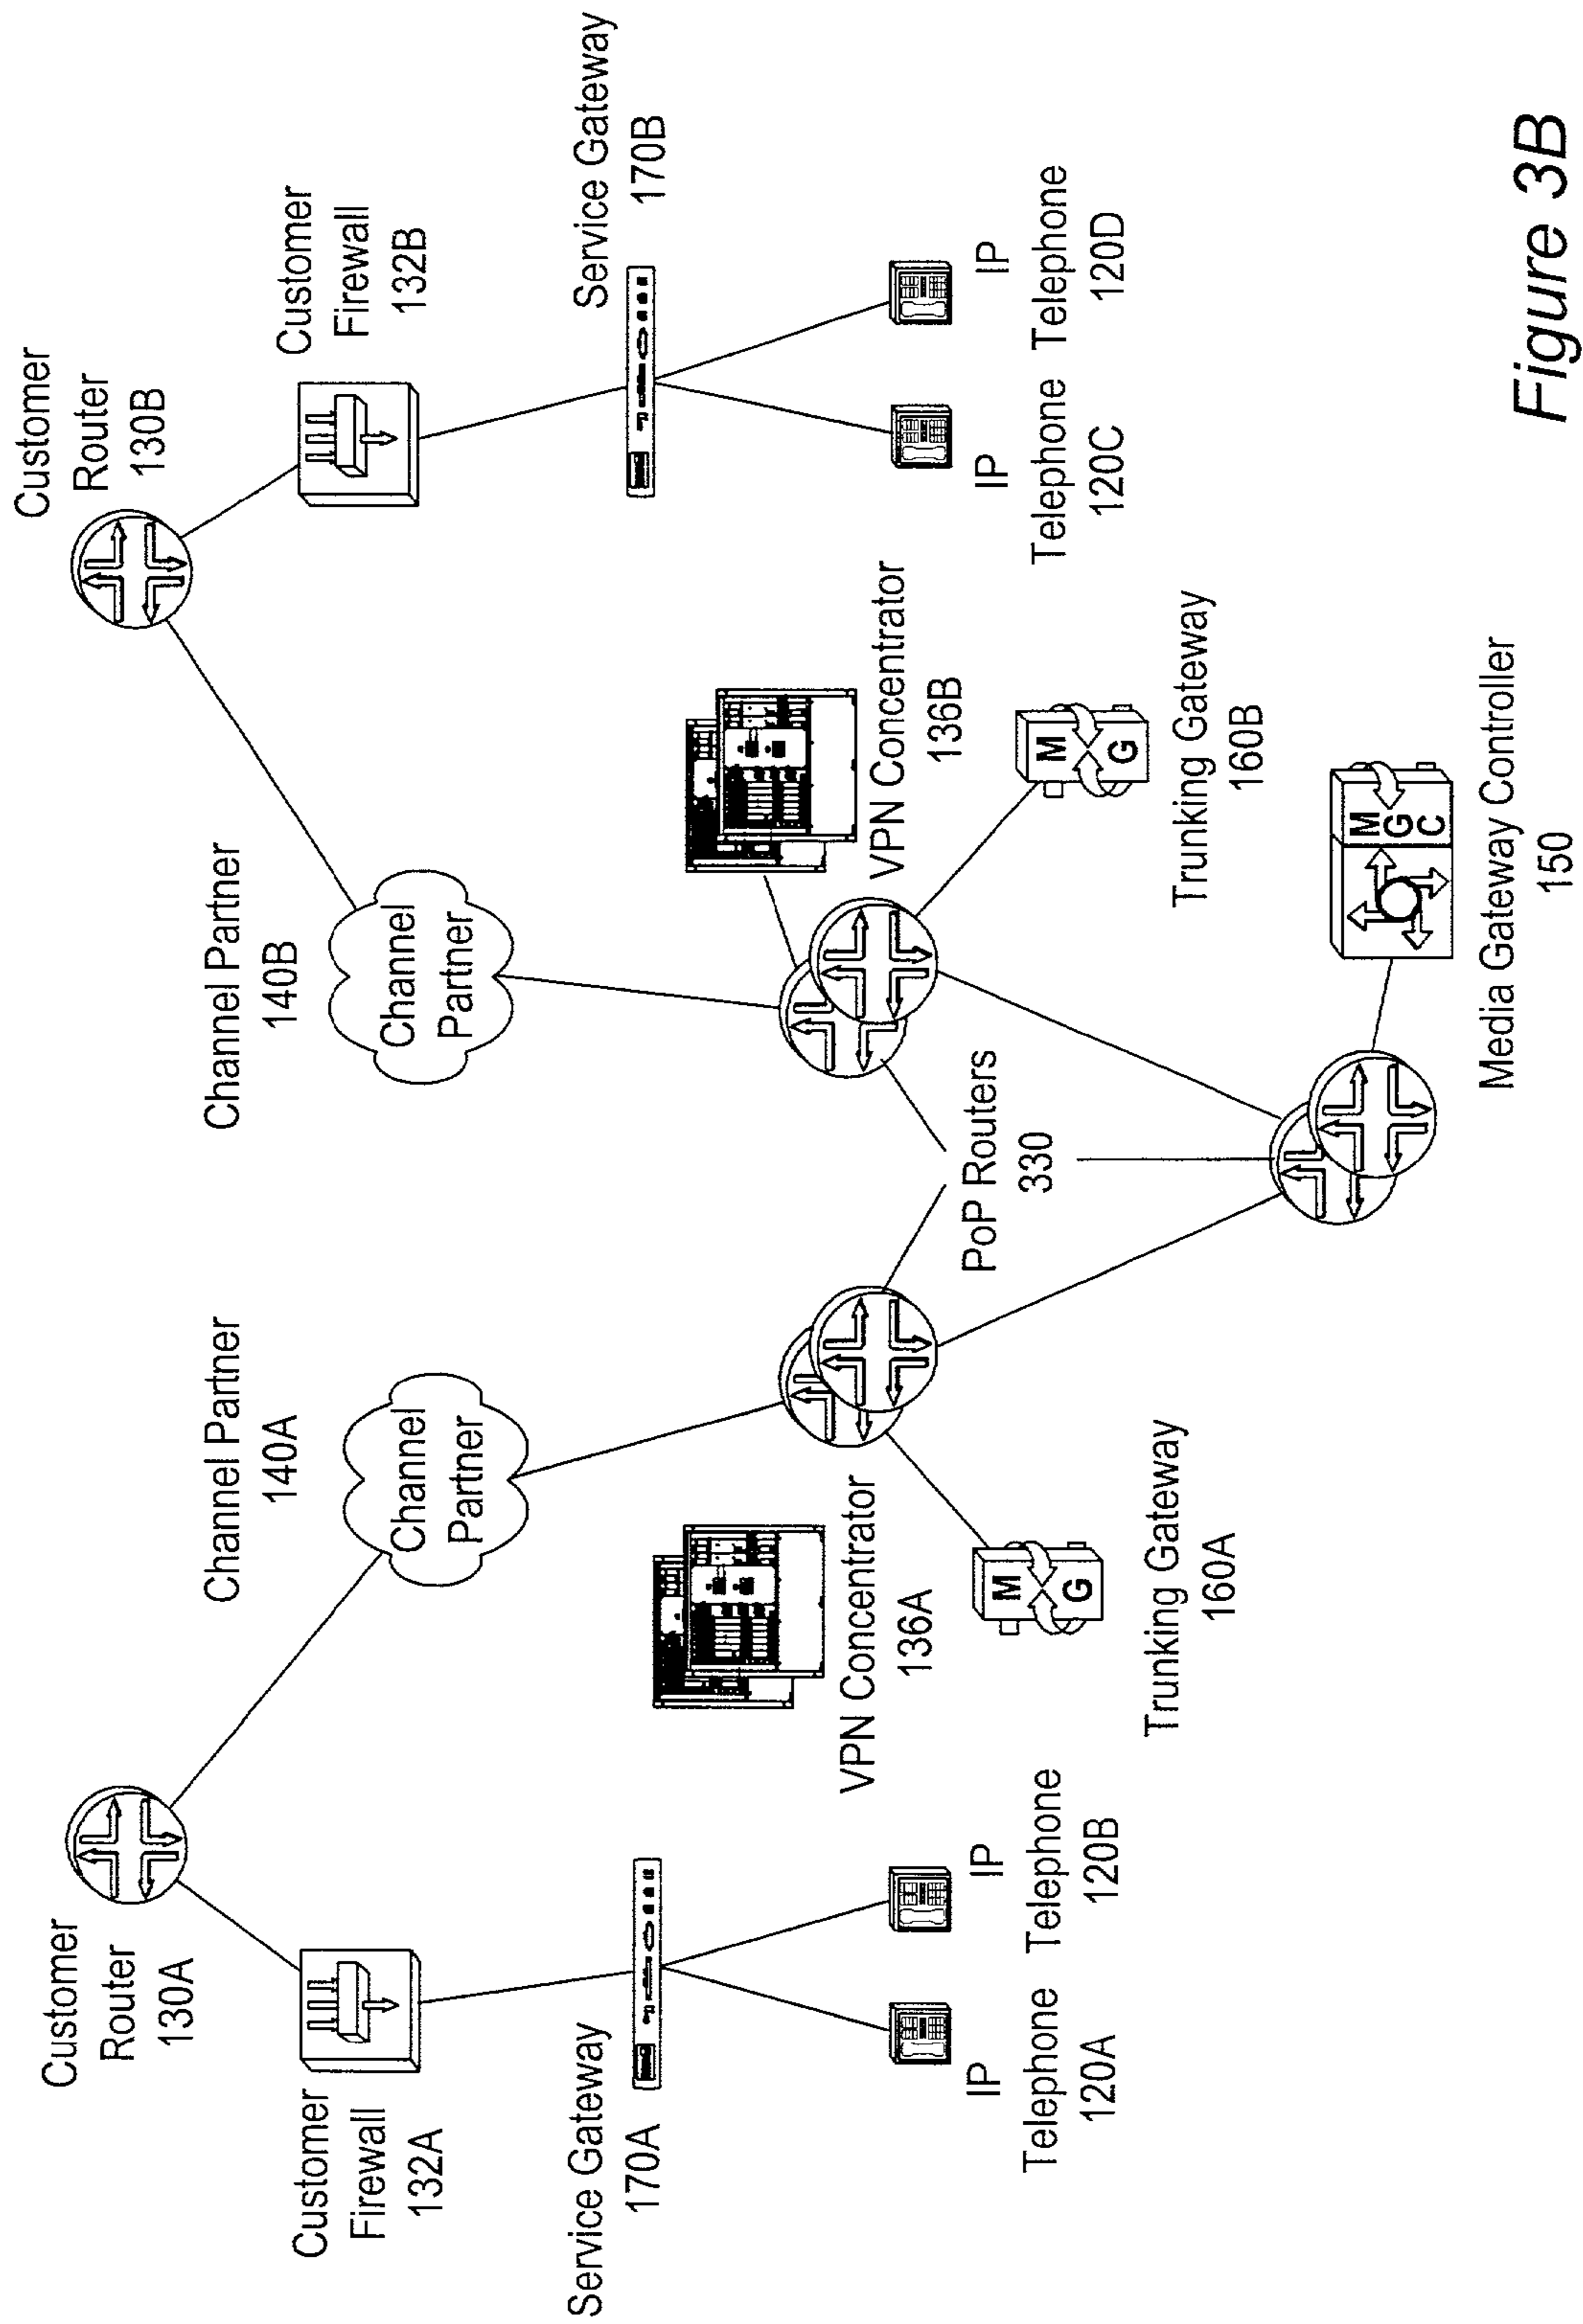 Customer
Router
130A
Customer
Firewall
132A
Service Gateway
170A
IP
Telephone
120A
IP
Telephone
120B
Channel Partner
140A
Channel
Partner
VPN Concentrator
136A
M
G
Trunking Gateway
160A
PoP Routers
330
Channel Partner
140B
Channel
Partner
VPN Concentrator
136B
M
G
Trunking Gateway
160B
M
G
C
Media Gateway Controller
150
Customer
Router
130B
Customer
Firewall
132B
Service Gateway
170B
IP
Telephone
120C
IP
Telephone
120D
Figure 3B